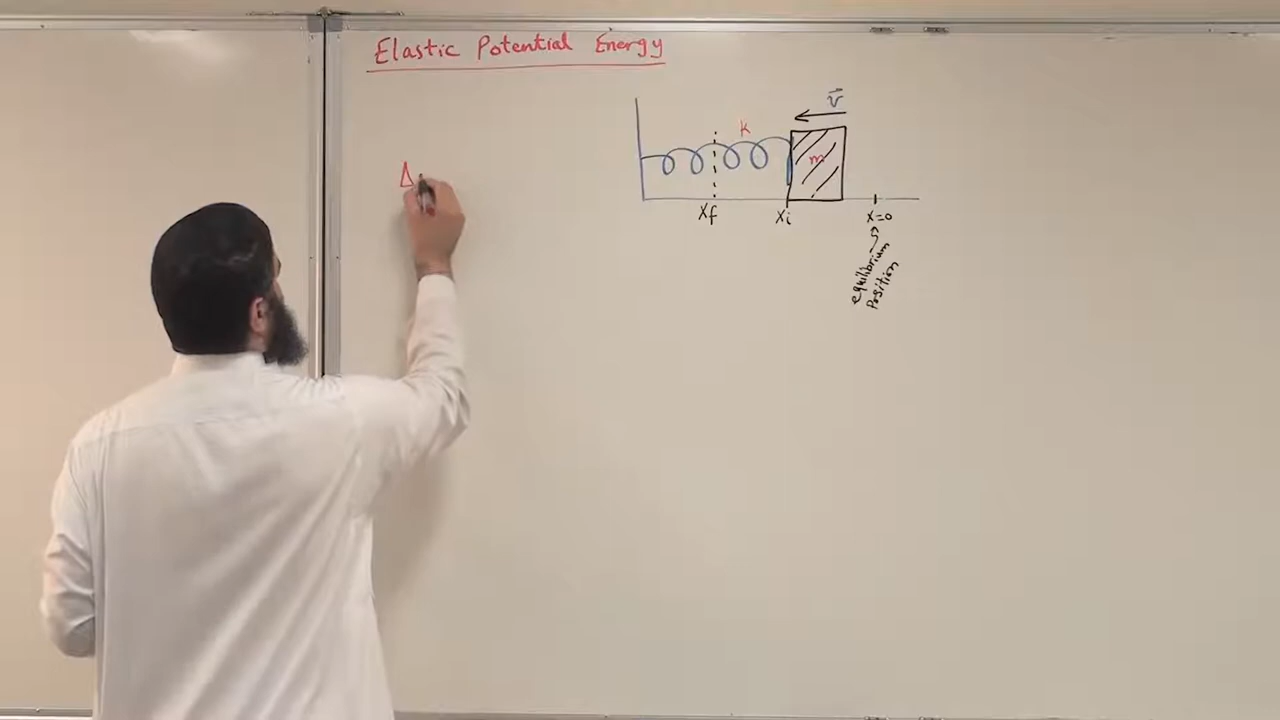 Elastic Potential Energy
v
k
m
Δ
xf
xi
x=0
equilibrium
Position